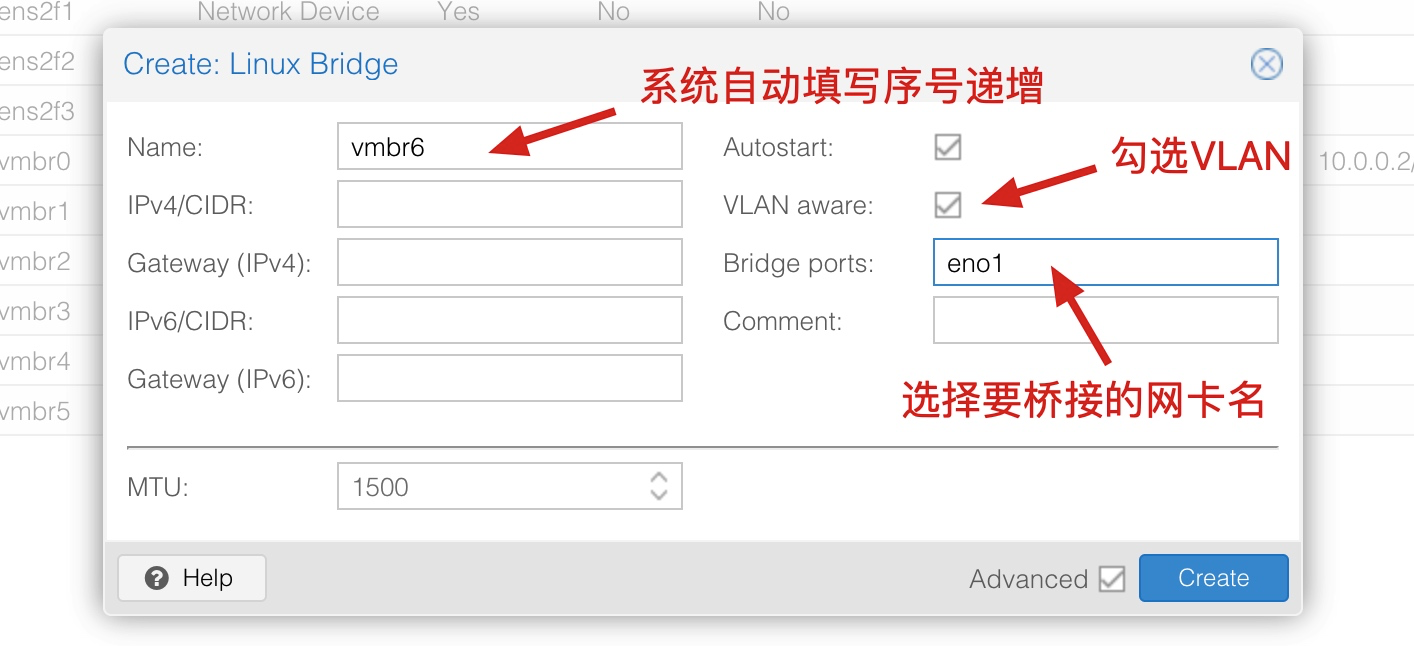 ens2f1 Network Device Yes No No
ens2f2
ens2f3
vmbr0 10.0.0.2/
vmbr1
vmbr2
vmbr3
vmbr4
vmbr5
Create: Linux Bridge
系统自动填写序号递增
Name: vmbr6
Autostart:
勾选VLAN
IPv4/CIDR:
VLAN aware:
Gateway (IPv4):
Bridge ports: eno1
IPv6/CIDR:
Comment:
Gateway (IPv6):
选择要桥接的网卡名
MTU: 1500
Help
Advanced
Create